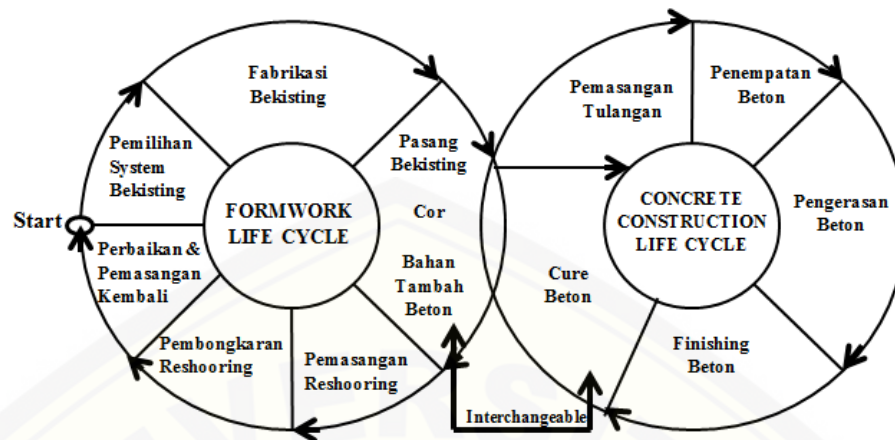 Fabrikasi
Bekisting
Pemilihan
System
Bekisting
Pasang
Bekisting
Start
FORMWORK
LIFE CYCLE
Cor
Perbaikan &
Pemasangan
Kembali
Bahan
Tambah
Beton
Pembongkaran
Reshooring
Pemasangan
Reshooring
Interchangeable
Pemasangan
Tulangan
Penempatan
Beton
CONCRETE
CONSTRUCTION
LIFE CYCLE
Pengerasan
Beton
Cure
Beton
Finishing
Beton